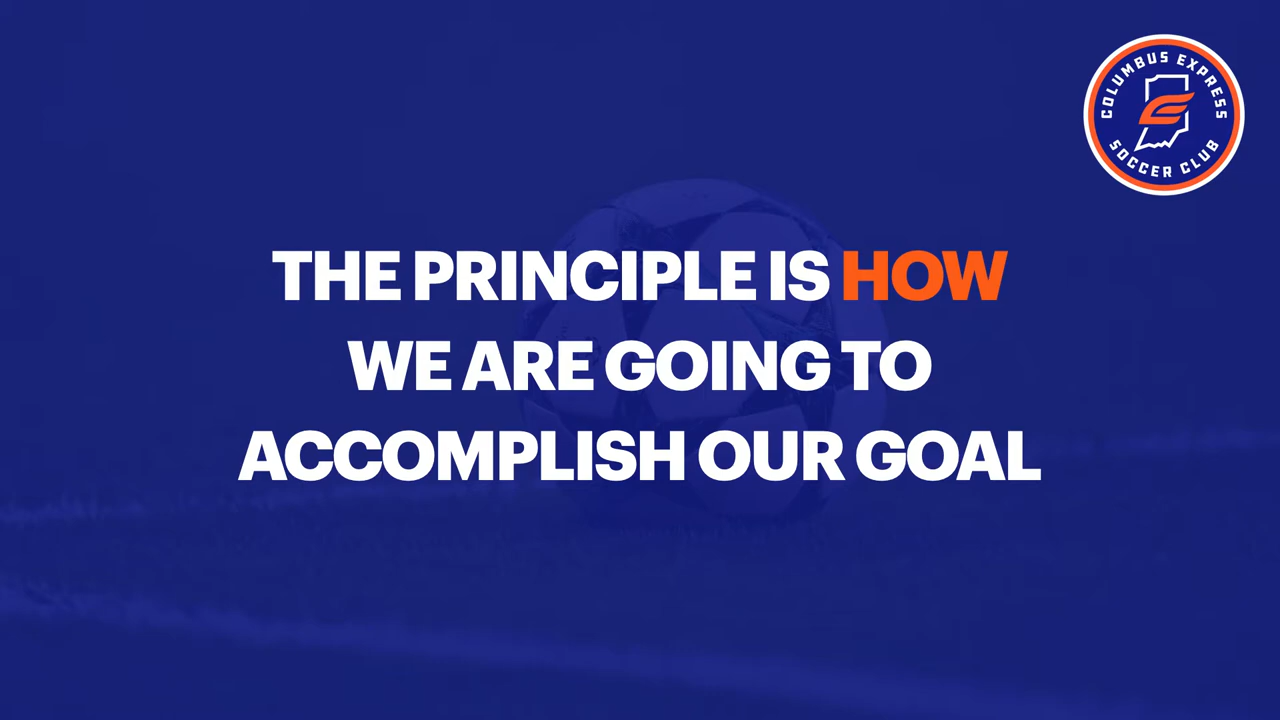 COLUMBUS EXPRESS
SOCCER CLUB
THE PRINCIPLE IS HOW
WE ARE GOING TO
ACCOMPLISH OUR GOAL